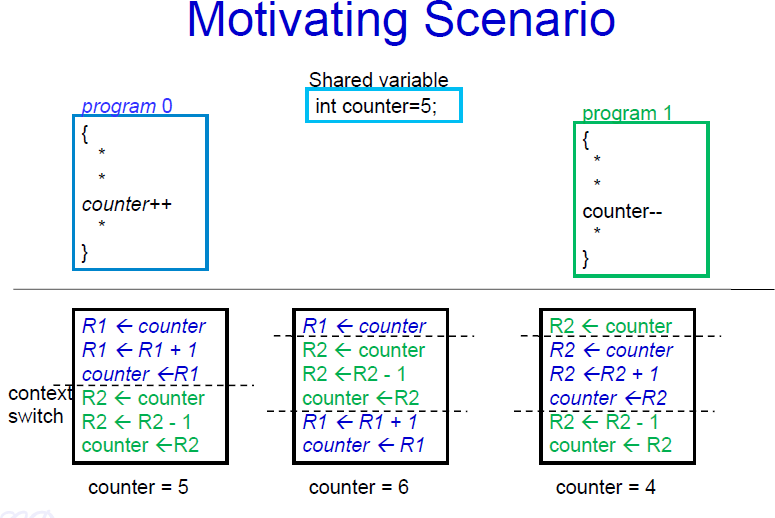 Motivating Scenario
Shared variable
int counter=5;
program 0
{
*
*
counter++
*
}
program 1
{
*
*
counter--
*
}
context
switch
R1 ← counter
R1 ← R1 + 1
counter ←R1
R2 ← counter
R2 ← R2 - 1
counter ←R2
counter = 5
R1 ← counter
R2 ← counter
R2 ←R2 - 1
counter ←R2
R1 ← R1 + 1
counter ← R1
counter = 6
R2 ← counter
R2 ← counter
R2 ←R2 + 1
counter ←R2
R2 ← R2 - 1
counter ← R2
counter = 4